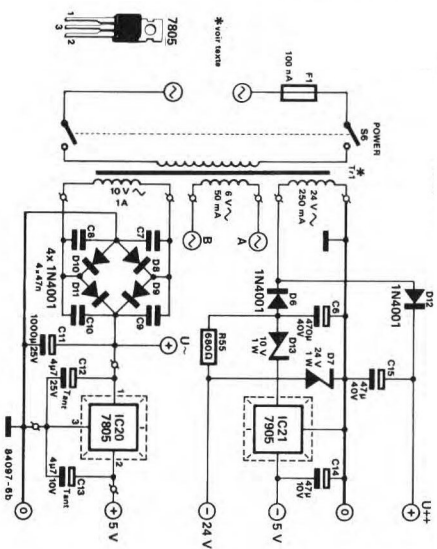 7805
1
3
2
* voir texte
F1
100 mA
POWER
S6
*
Tr1
24 V
250 mA
6 V
50 mA
10 V
1A
A
B
D12
1N4001
D6
1N4001
C6
470µ
40V
C15
47µ
40V
U++
D7
24 V
1 W
D13
10 V
1 W
R55
680Ω
IC21
7905
C14
47µ
10V
0
- 5 V
- 24 V
C7
C8
D8
D9
D10
D11
C9
C10
4x 1N4001
4x47n
U~
C11
1000µ/25V
C12
4µ7
25V
Tant
IC20
7805
1
2
3
C13
4µ7
10V
Tant
+ 5 V
0
84097-6b